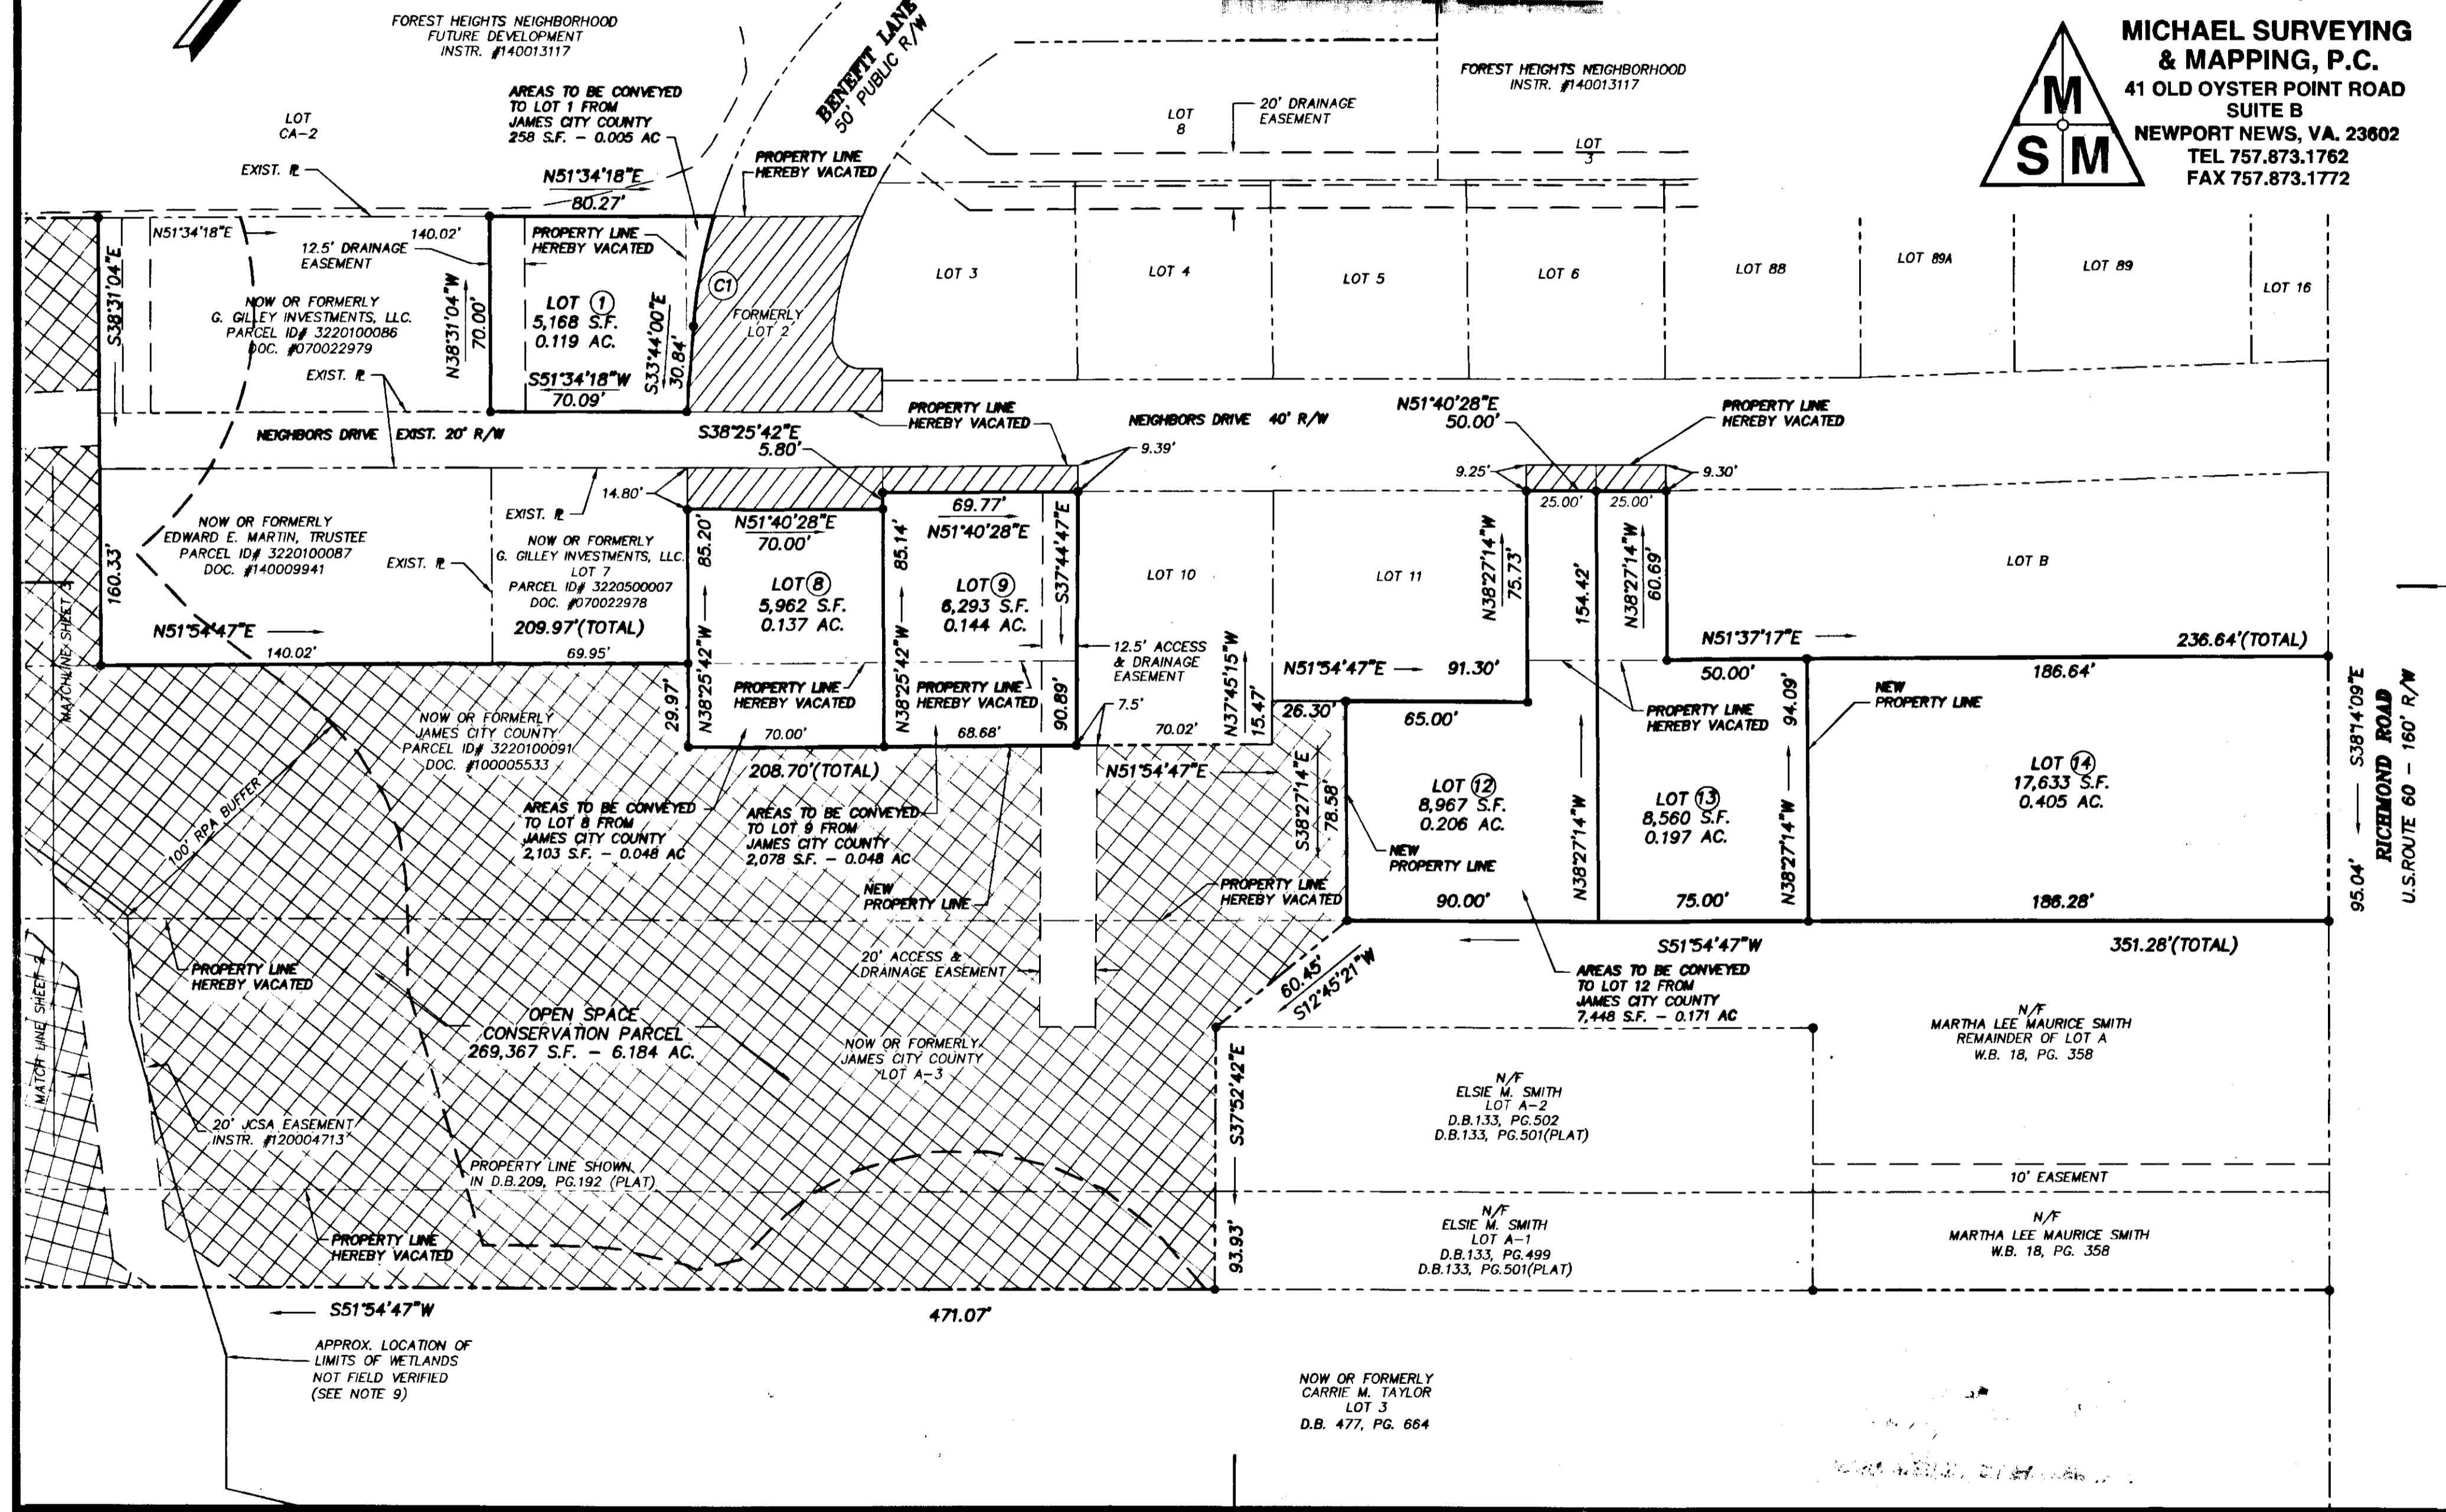 FOREST HEIGHTS NEIGHBORHOOD
FUTURE DEVELOPMENT
INSTR. #140013117
BENEFIT LANE
50' PUBLIC R/W
FOREST HEIGHTS NEIGHBORHOOD
INSTR. #140013117
MICHAEL SURVEYING
& MAPPING, P.C.
41 OLD OYSTER POINT ROAD
SUITE B
NEWPORT NEWS, VA. 23602
TEL 757.873.1762
FAX 757.873.1772
M
S M
AREAS TO BE CONVEYED
TO LOT 1 FROM
JAMES CITY COUNTY
258 S.F. - 0.005 AC
LOT
CA-2
EXIST. PL
LOT
8
20' DRAINAGE
EASEMENT
LOT
3
PROPERTY LINE
HEREBY VACATED
N51°34'18"E
80.27'
N51°34'18"E
140.02'
12.5' DRAINAGE
EASEMENT
PROPERTY LINE
HEREBY VACATED
S38°31'04"E
NOW OR FORMERLY
G. GILLEY INVESTMENTS, LLC.
PARCEL ID# 3220100086
DOC. #070022979
EXIST. PL
N38°31'04"W
70.00'
LOT 1
5,168 S.F.
0.119 AC.
S33°44'00"E
30.84'
S51°34'18"W
70.09'
C1
FORMERLY
LOT 2
LOT 3
LOT 4
LOT 5
LOT 6
LOT 88
LOT 89A
LOT 89
LOT 16
NEIGHBORS DRIVE EXIST. 20' R/W
S38°25'42"E
5.80'
PROPERTY LINE
HEREBY VACATED
NEIGHBORS DRIVE 40' R/W
9.39'
N51°40'28"E
50.00'
PROPERTY LINE
HEREBY VACATED
9.25'
9.30'
25.00'
25.00'
14.80'
EXIST. PL
NOW OR FORMERLY
EDWARD E. MARTIN, TRUSTEE
PARCEL ID# 3220100087
DOC. #140009941
EXIST. PL
NOW OR FORMERLY
G. GILLEY INVESTMENTS, LLC.
LOT 7
PARCEL ID# 3220500007
DOC. #070022978
160.33'
MATCHLINE SHEET 3
N51°54'47"E
209.97'(TOTAL)
140.02'
69.95'
N51°40'28"E
70.00'
85.20'
N38°25'42"W
LOT 8
5,962 S.F.
0.137 AC.
69.77'
N51°40'28"E
85.14'
N38°25'42"W
LOT 9
6,293 S.F.
0.144 AC.
S37°44'47"E
90.89'
12.5' ACCESS
& DRAINAGE
EASEMENT
LOT 10
LOT 11
N38°27'14"W
75.73'
154.42'
N38°27'14"W
N38°27'14"W
60.69'
LOT B
N51°37'17"E
236.64'(TOTAL)
50.00'
186.64'
N37°45'15"W
15.47'
N51°54'47"E
91.30'
26.30'
65.00'
PROPERTY LINE
HEREBY VACATED
PROPERTY LINE
HEREBY VACATED
29.97'
70.00'
68.68'
7.5'
70.02'
208.70'(TOTAL)
N51°54'47"E
PROPERTY LINE
HEREBY VACATED
NEW
PROPERTY LINE
94.09'
N38°27'14"W
S38°27'14"E
78.58'
LOT 12
8,967 S.F.
0.206 AC.
LOT 13
8,560 S.F.
0.197 AC.
LOT 14
17,633 S.F.
0.405 AC.
S38°14'09"E
95.04'
RICHMOND ROAD
U.S.ROUTE 60 - 160' R/W
NOW OR FORMERLY
JAMES CITY COUNTY
PARCEL ID# 3220100091
DOC. #100005533
100' RPA BUFFER
AREAS TO BE CONVEYED
TO LOT 8 FROM
JAMES CITY COUNTY
2,103 S.F. - 0.048 AC
AREAS TO BE CONVEYED
TO LOT 9 FROM
JAMES CITY COUNTY
2,078 S.F. - 0.048 AC
NEW
PROPERTY LINE
NEW
PROPERTY LINE
PROPERTY LINE
HEREBY VACATED
90.00'
75.00'
186.28'
S51°54'47"W
351.28'(TOTAL)
60.45'
S12°45'21"W
AREAS TO BE CONVEYED
TO LOT 12 FROM
JAMES CITY COUNTY
7,448 S.F. - 0.171 AC
20' ACCESS &
DRAINAGE EASEMENT
PROPERTY LINE
HEREBY VACATED
MATCH LINE SHEET 2
OPEN SPACE
CONSERVATION PARCEL
269,367 S.F. - 6.184 AC.
NOW OR FORMERLY
JAMES CITY COUNTY
LOT A-3
N/F
MARTHA LEE MAURICE SMITH
REMAINDER OF LOT A
W.B. 18, PG. 358
S37°52'42"E
93.93'
N/F
ELSIE M. SMITH
LOT A-2
D.B.133, PG.502
D.B.133, PG.501(PLAT)
20' JCSA EASEMENT
INSTR. #120004713
PROPERTY LINE SHOWN
IN D.B.209, PG.192 (PLAT)
10' EASEMENT
PROPERTY LINE
HEREBY VACATED
N/F
ELSIE M. SMITH
LOT A-1
D.B.133, PG.499
D.B.133, PG.501(PLAT)
N/F
MARTHA LEE MAURICE SMITH
W.B. 18, PG. 358
S51°54'47"W
471.07'
APPROX. LOCATION OF
LIMITS OF WETLANDS
NOT FIELD VERIFIED
(SEE NOTE 9)
NOW OR FORMERLY
CARRIE M. TAYLOR
LOT 3
D.B. 477, PG. 664